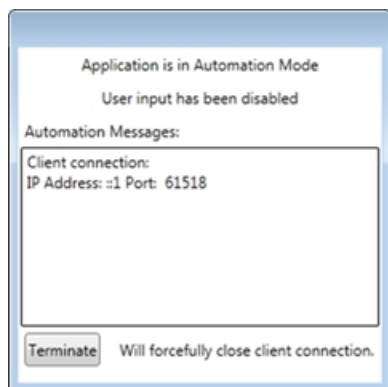 Application is in Automation Mode
User input has been disabled
Automation Messages:
Client connection:
IP Address: ::1 Port:  61518
Terminate
Will forcefully close client connection.